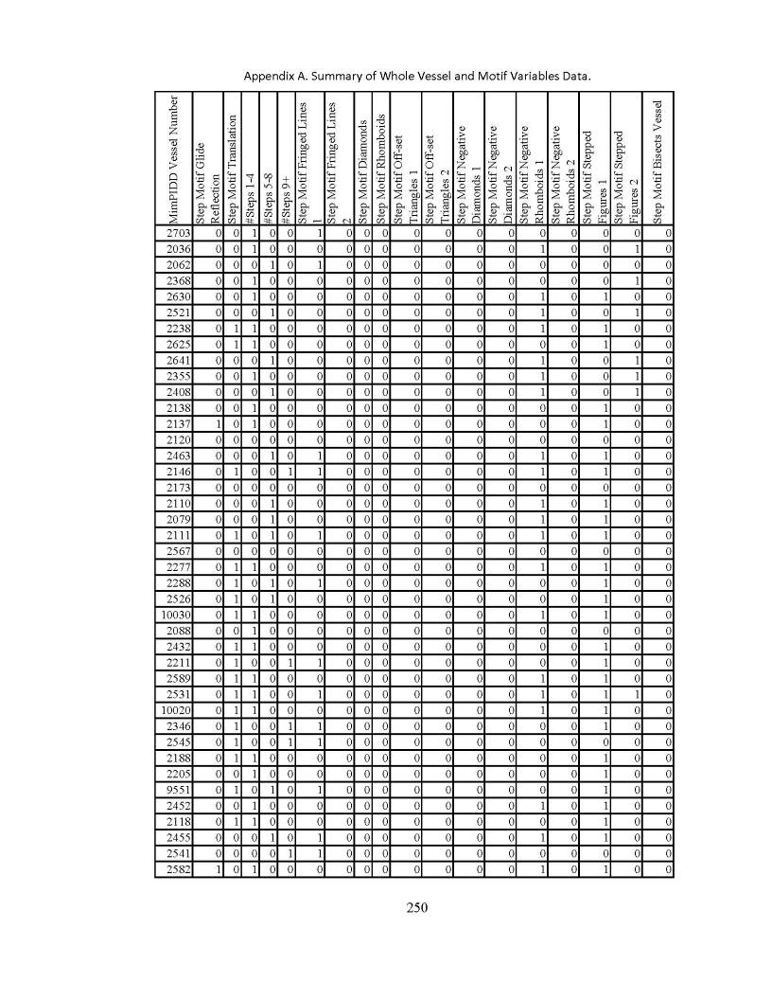 Appendix A. Summary of Whole Vessel and Motif Variables Data.
MimPIDD Vessel Number
Step Motif Glide
Reflection
Step Motif Translation
#Steps 1-4
#Steps 5-8
#Steps 9+
Step Motif Fringed Lines
1
Step Motif Fringed Lines
2
Step Motif Diamonds
Step Motif Rhomboids
Step Motif Off-set
Triangles 1
Step Motif Off-set
Triangles 2
Step Motif Negative
Diamonds 1
Step Motif Negative
Diamonds 2
Step Motif Negative
Rhomboids 1
Step Motif Negative
Rhomboids 2
Step Motif Stepped
Figures 1
Step Motif Stepped
Figures 2
Step Motif Bisects Vessel
2703 0 0 1 0 0 1 0 0 0 0 0 0 0 0 0 0 0 0
2036 0 0 1 0 0 0 0 0 0 0 0 0 0 1 0 0 1 0
2062 0 0 0 1 0 1 0 0 0 0 0 0 0 0 0 0 0 0
2368 0 0 1 0 0 0 0 0 0 0 0 0 0 0 0 0 1 0
2630 0 0 1 0 0 0 0 0 0 0 0 0 0 1 0 1 0 0
2521 0 0 0 1 0 0 0 0 0 0 0 0 0 1 0 0 1 0
2238 0 1 1 0 0 0 0 0 0 0 0 0 0 1 0 1 0 0
2625 0 1 1 0 0 0 0 0 0 0 0 0 0 0 0 1 0 0
2641 0 0 0 1 0 0 0 0 0 0 0 0 0 1 0 0 1 0
2355 0 0 1 0 0 0 0 0 0 0 0 0 0 1 0 0 1 0
2408 0 0 0 1 0 0 0 0 0 0 0 0 0 1 0 0 1 0
2138 0 0 1 0 0 0 0 0 0 0 0 0 0 0 0 1 0 0
2137 1 0 1 0 0 0 0 0 0 0 0 0 0 0 0 1 0 0
2120 0 0 0 0 0 0 0 0 0 0 0 0 0 0 0 0 0 0
2463 0 0 0 1 0 1 0 0 0 0 0 0 0 1 0 1 0 0
2146 0 1 0 0 1 1 0 0 0 0 0 0 0 1 0 1 0 0
2173 0 0 0 0 0 0 0 0 0 0 0 0 0 0 0 0 0 0
2110 0 0 0 1 0 0 0 0 0 0 0 0 0 1 0 1 0 0
2079 0 0 0 1 0 0 0 0 0 0 0 0 0 1 0 1 0 0
2111 0 1 0 1 0 1 0 0 0 0 0 0 0 1 0 1 0 0
2567 0 0 0 0 0 0 0 0 0 0 0 0 0 0 0 0 0 0
2277 0 1 1 0 0 0 0 0 0 0 0 0 0 1 0 1 0 0
2288 0 1 0 1 0 1 0 0 0 0 0 0 0 0 0 1 0 0
2526 0 1 0 1 0 0 0 0 0 0 0 0 0 0 0 1 0 0
10030 0 1 1 0 0 0 0 0 0 0 0 0 0 1 0 1 0 0
2088 0 0 1 0 0 0 0 0 0 0 0 0 0 0 0 0 0 0
2432 0 1 1 0 0 0 0 0 0 0 0 0 0 0 0 1 0 0
2211 0 1 0 0 1 1 0 0 0 0 0 0 0 0 0 1 0 0
2589 0 1 1 0 0 0 0 0 0 0 0 0 0 1 0 1 0 0
2531 0 1 1 0 0 1 0 0 0 0 0 0 0 1 0 1 1 0
10020 0 1 1 0 0 0 0 0 0 0 0 0 0 1 0 1 0 0
2346 0 1 0 0 1 1 0 0 0 0 0 0 0 0 0 1 0 0
2545 0 1 0 0 1 1 0 0 0 0 0 0 0 0 0 0 0 0
2188 0 1 1 0 0 0 0 0 0 0 0 0 0 0 0 1 0 0
2205 0 0 1 0 0 0 0 0 0 0 0 0 0 0 0 1 0 0
9551 0 1 0 1 0 1 0 0 0 0 0 0 0 0 0 1 0 0
2452 0 0 1 0 0 0 0 0 0 0 0 0 0 1 0 1 0 0
2118 0 1 1 0 0 0 0 0 0 0 0 0 0 0 0 1 0 0
2455 0 0 0 1 0 1 0 0 0 0 0 0 0 1 0 1 0 0
2541 0 0 0 0 1 1 0 0 0 0 0 0 0 0 0 0 0 0
2582 1 0 1 0 0 0 0 0 0 0 0 0 0 1 0 1 0 0
250